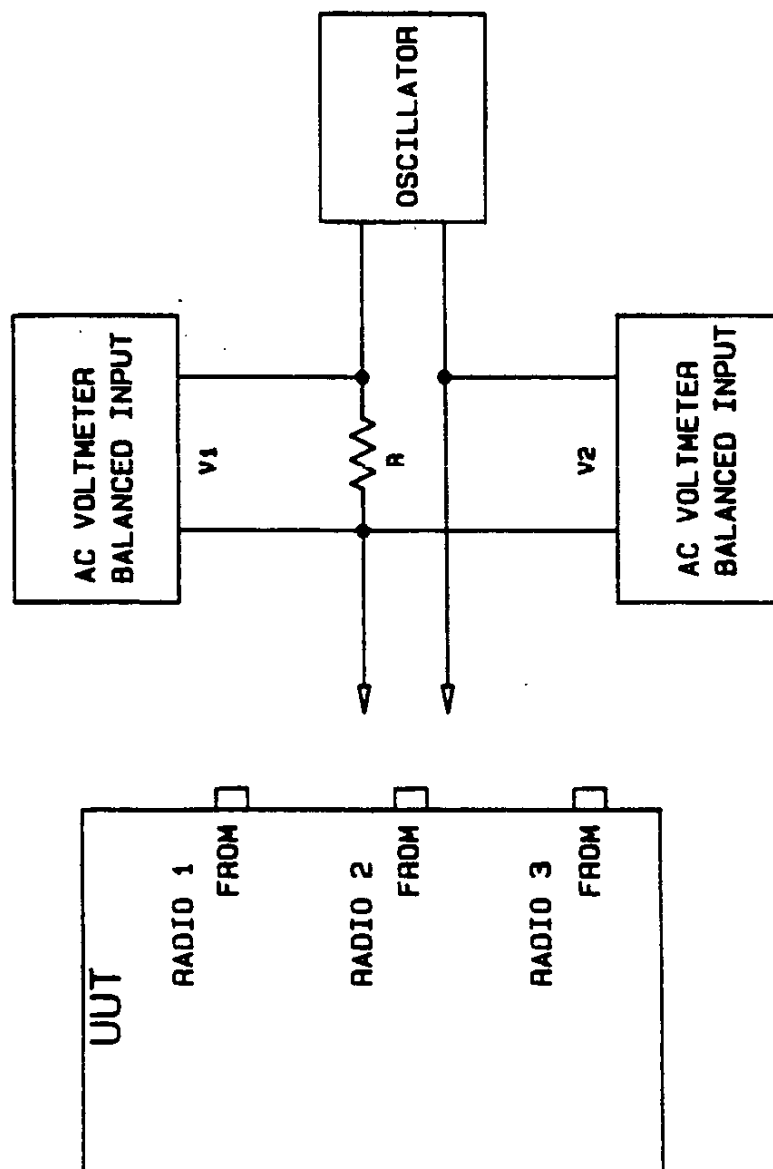 OSCILLATOR
AC VOLTMETER
BALANCED INPUT
V1
R
V2
AC VOLTMETER
BALANCED INPUT
UUT
RADIO 1
FROM
RADIO 2
FROM
RADIO 3
FROM